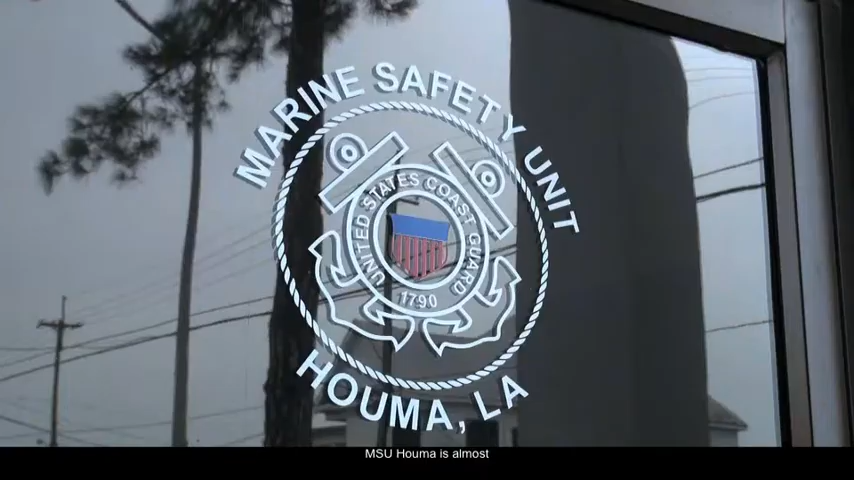 MARINE SAFETY UNIT
UNITED STATES COAST GUARD
1790
HOUMA, LA
MSU Houma is almost